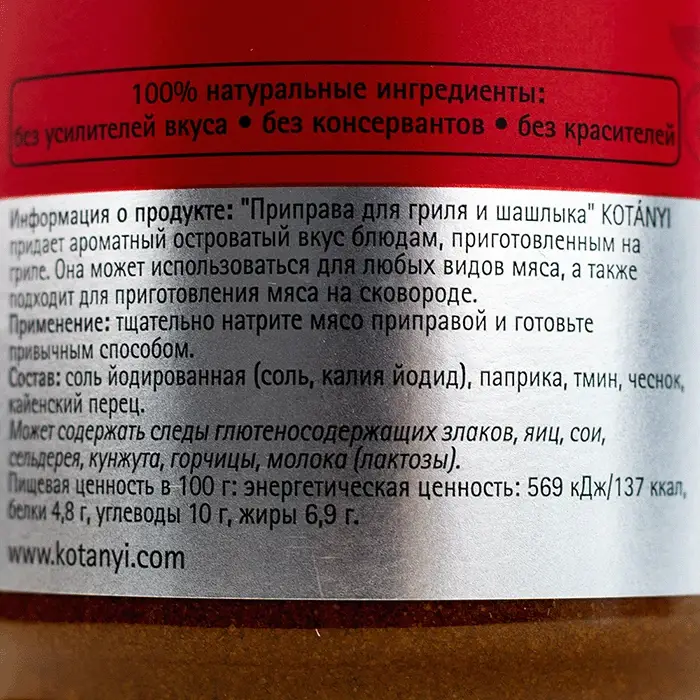 100% натуральные ингредиенты:
без усилителей вкуса • без консервантов • без красителей
Информация о продукте: "Приправа для гриля и шашлыка" KOTÁNYI
придает ароматный островатый вкус блюдам, приготовленным на
гриле. Она может использоваться для любых видов мяса, а также
подходит для приготовления мяса на сковороде.
Применение: тщательно натрите мясо приправой и готовьте
привычным способом.
Состав: соль йодированная (соль, калия йодид), паприка, тмин, чеснок,
кайенский перец.
Может содержать следы глютеносодержащих злаков, яиц, сои,
сельдерея, кунжута, горчицы, молока (лактозы).
Пищевая ценность в 100 г: энергетическая ценность: 569 кДж/137 ккал,
белки 4,8 г, углеводы 10 г, жиры 6,9 г.
www.kotanyi.com